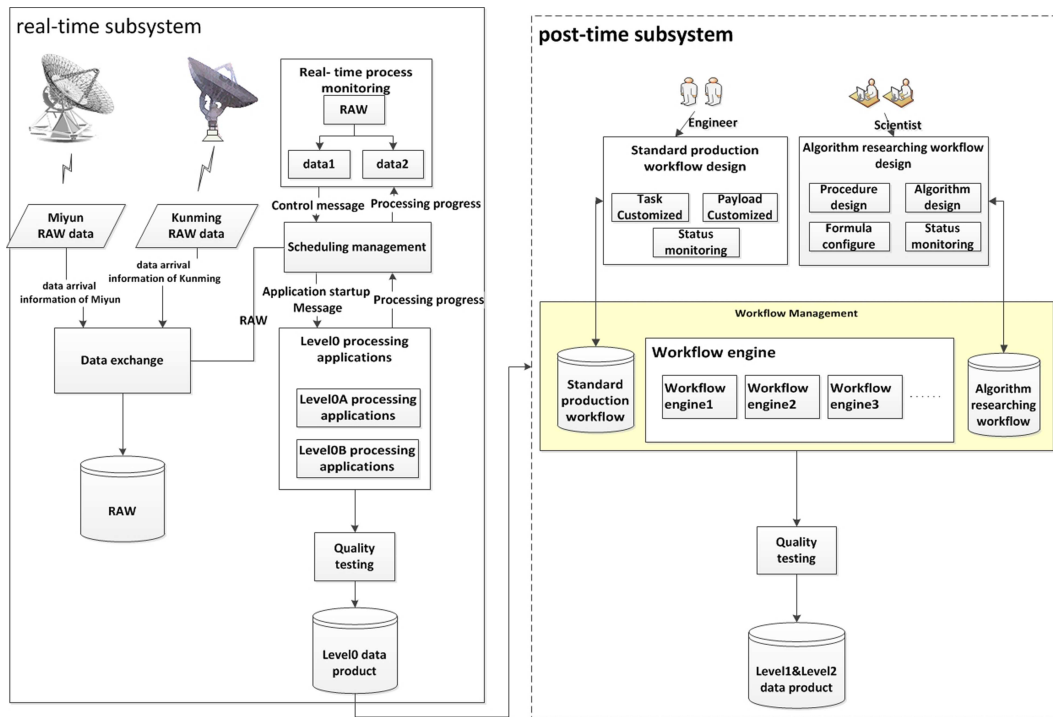 real-time subsystem
Real- time process
monitoring
RAW
data1
data2
Control message
Processing progress
Miyun
RAW data
Kunming
RAW data
Scheduling management
data arrival
information of Kunming
data arrival
information of Miyun
Application startup
Message
Processing progress
RAW
Data exchange
Level0 processing
applications
Level0A processing
applications
Level0B processing
applications
RAW
Quality
testing
Level0 data
product
post-time subsystem
Engineer
Scientist
Standard production
workflow design
Task
Customized
Payload
Customized
Status
monitoring
Algorithm researching workflow
design
Procedure
design
Algorithm
design
Formula
configure
Status
monitoring
Workflow Management
Standard
production
workflow
Workflow engine
Workflow
engine1
Workflow
engine2
Workflow
engine3
......
Algorithm
researching
workflow
Quality
testing
Level1&Level2
data product